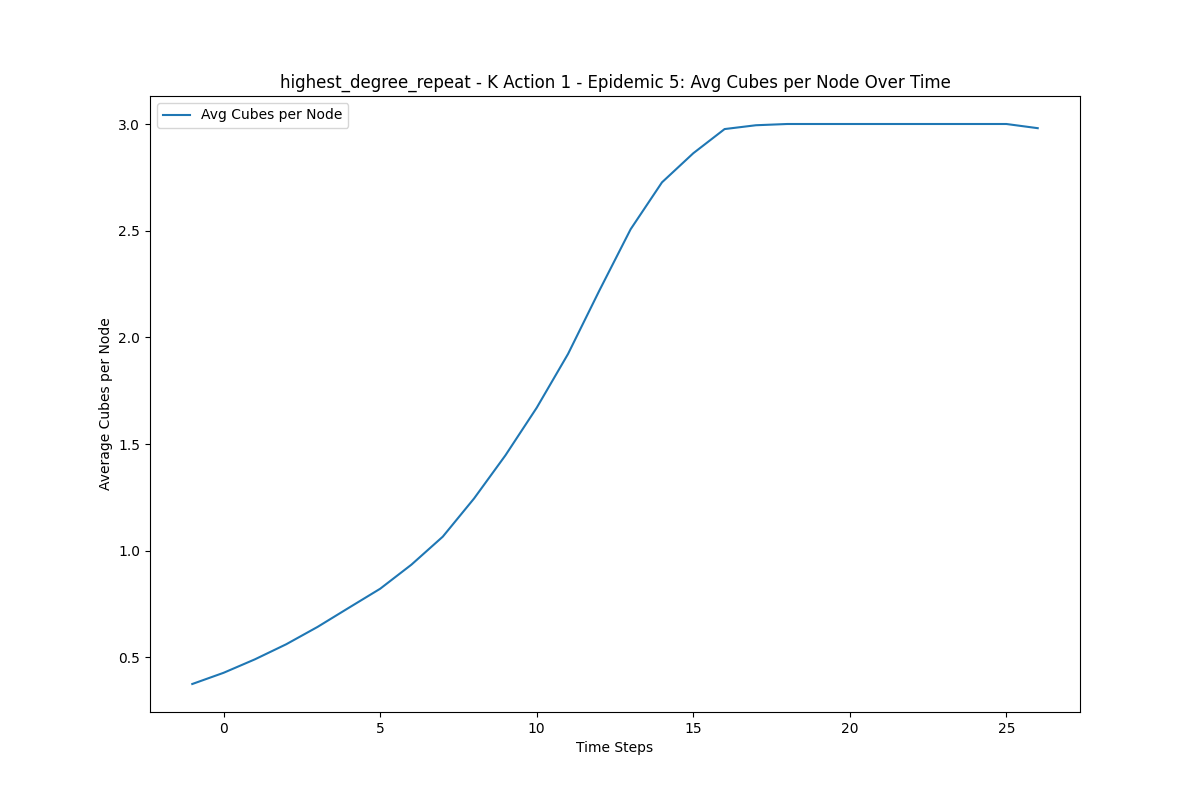 highest_degree_repeat - K Action 1 - Epidemic 5: Avg Cubes per Node Over Time
Avg Cubes per Node
3.0
2.5
2.0
1.5
1.0
0.5
Average Cubes per Node
0 5 10 15 20 25
Time Steps